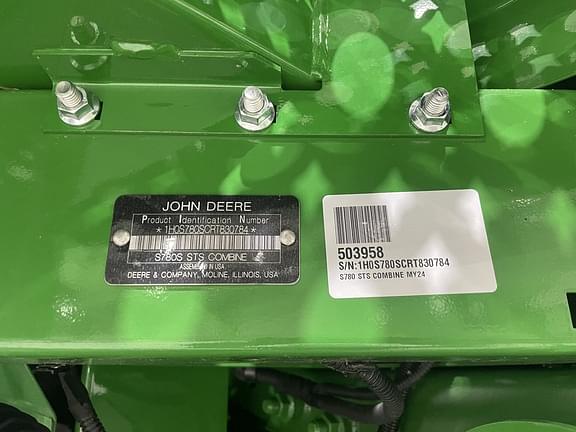 JOHN DEERE
Product Identification Number
*1H0S780SCRT830784*
S780S STS COMBINE
ASSEMBLED IN USA
DEERE & COMPANY, MOLINE, ILLINOIS, USA
503958
S/N:1H0S780SCRT830784
S780 STS COMBINE MY24